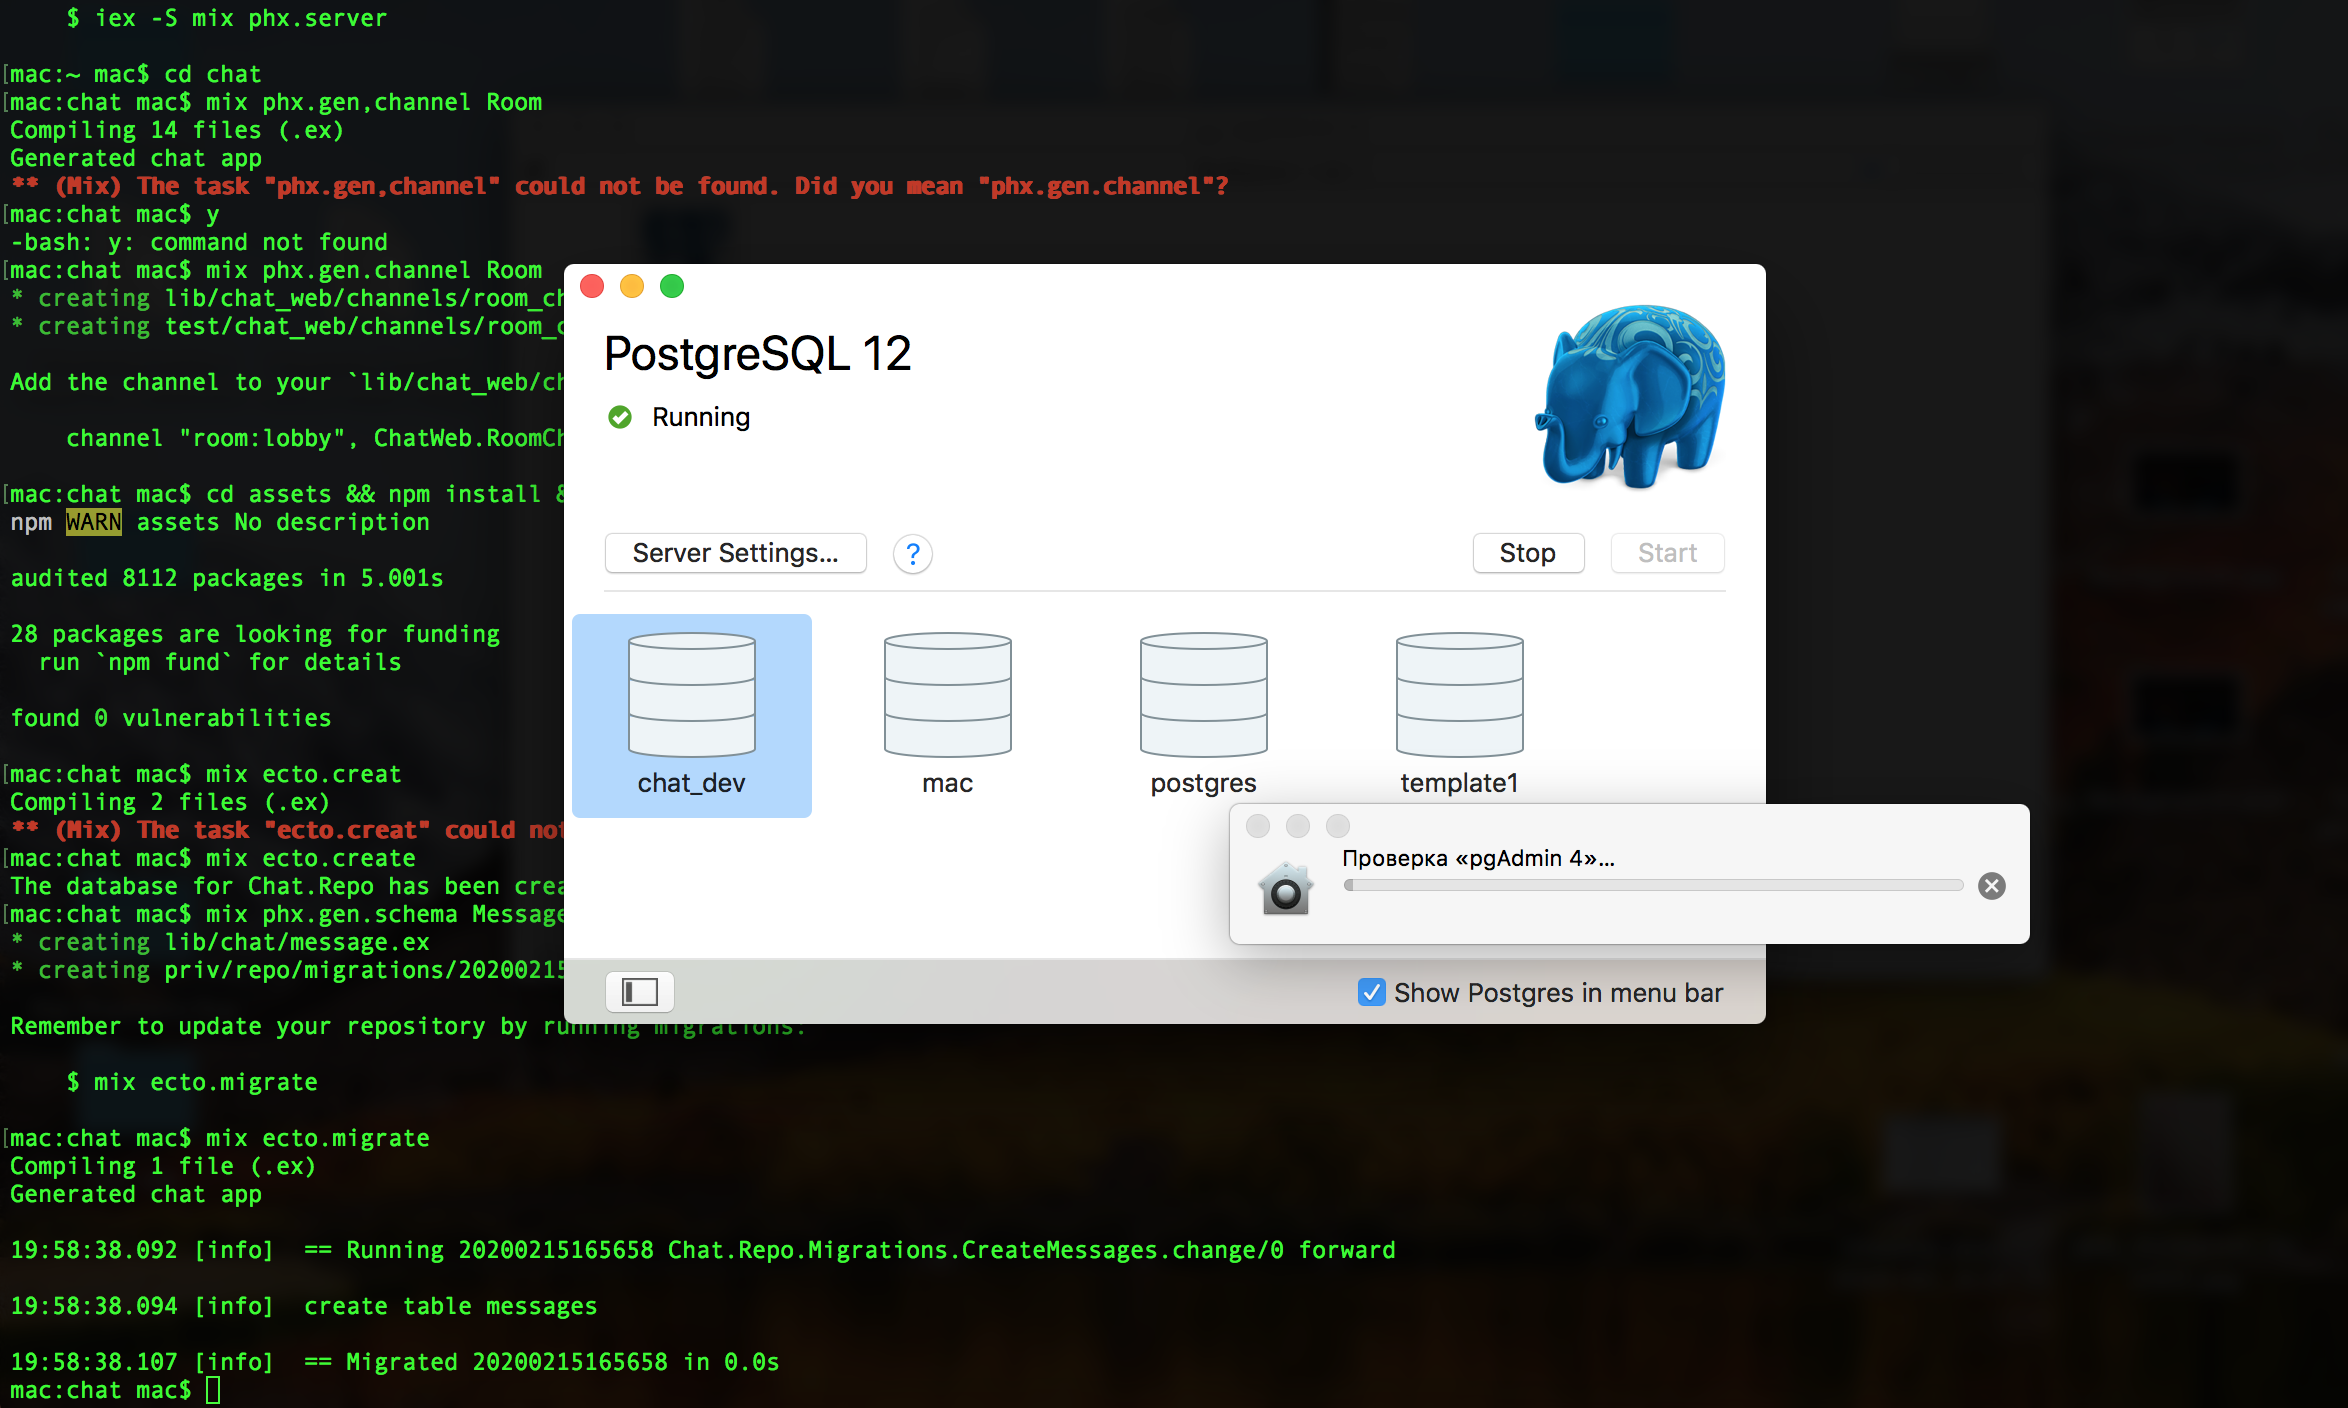 $ iex -S mix phx.server
[mac:~ mac$ cd chat
[mac:chat mac$ mix phx.gen,channel Room
Compiling 14 files (.ex)
Generated chat app
** (Mix) The task "phx.gen,channel" could not be found. Did you mean "phx.gen.channel"?
[mac:chat mac$ y
-bash: y: command not found
[mac:chat mac$ mix phx.gen.channel Room
* creating lib/chat_web/channels/room_ch
* creating test/chat_web/channels/room_c
Add the channel to your `lib/chat_web/ch
channel "room:lobby", ChatWeb.RoomCh
[mac:chat mac$ cd assets && npm install &
npm WARN assets No description
audited 8112 packages in 5.001s
28 packages are looking for funding
run `npm fund` for details
found 0 vulnerabilities
[mac:chat mac$ mix ecto.creat
Compiling 2 files (.ex)
** (Mix) The task "ecto.creat" could not
[mac:chat mac$ mix ecto.create
The database for Chat.Repo has been crea
[mac:chat mac$ mix phx.gen.schema Message
* creating lib/chat/message.ex
* creating priv/repo/migrations/20200215
Remember to update your repository by running migrations:
$ mix ecto.migrate
[mac:chat mac$ mix ecto.migrate
Compiling 1 file (.ex)
Generated chat app
19:58:38.092 [info]  == Running 20200215165658 Chat.Repo.Migrations.CreateMessages.change/0 forward
19:58:38.094 [info]  create table messages
19:58:38.107 [info]  == Migrated 20200215165658 in 0.0s
mac:chat mac$
PostgreSQL 12
Running
Server Settings...
?
Stop
Start
chat_dev
mac
postgres
template1
Проверка «pgAdmin 4»...
Show Postgres in menu bar